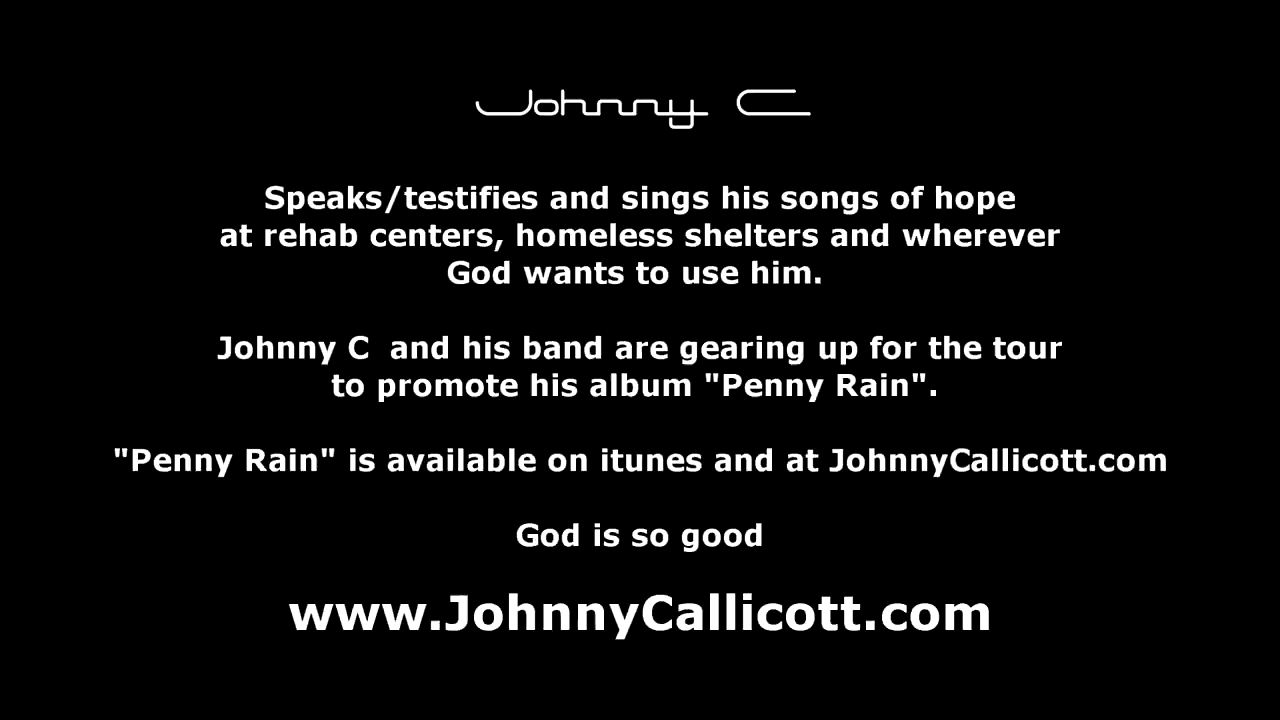 Johnny C
Speaks/testifies and sings his songs of hope
at rehab centers, homeless shelters and wherever
God wants to use him.
Johnny C  and his band are gearing up for the tour
to promote his album "Penny Rain".
"Penny Rain" is available on itunes and at JohnnyCallicott.com
God is so good
www.JohnnyCallicott.com